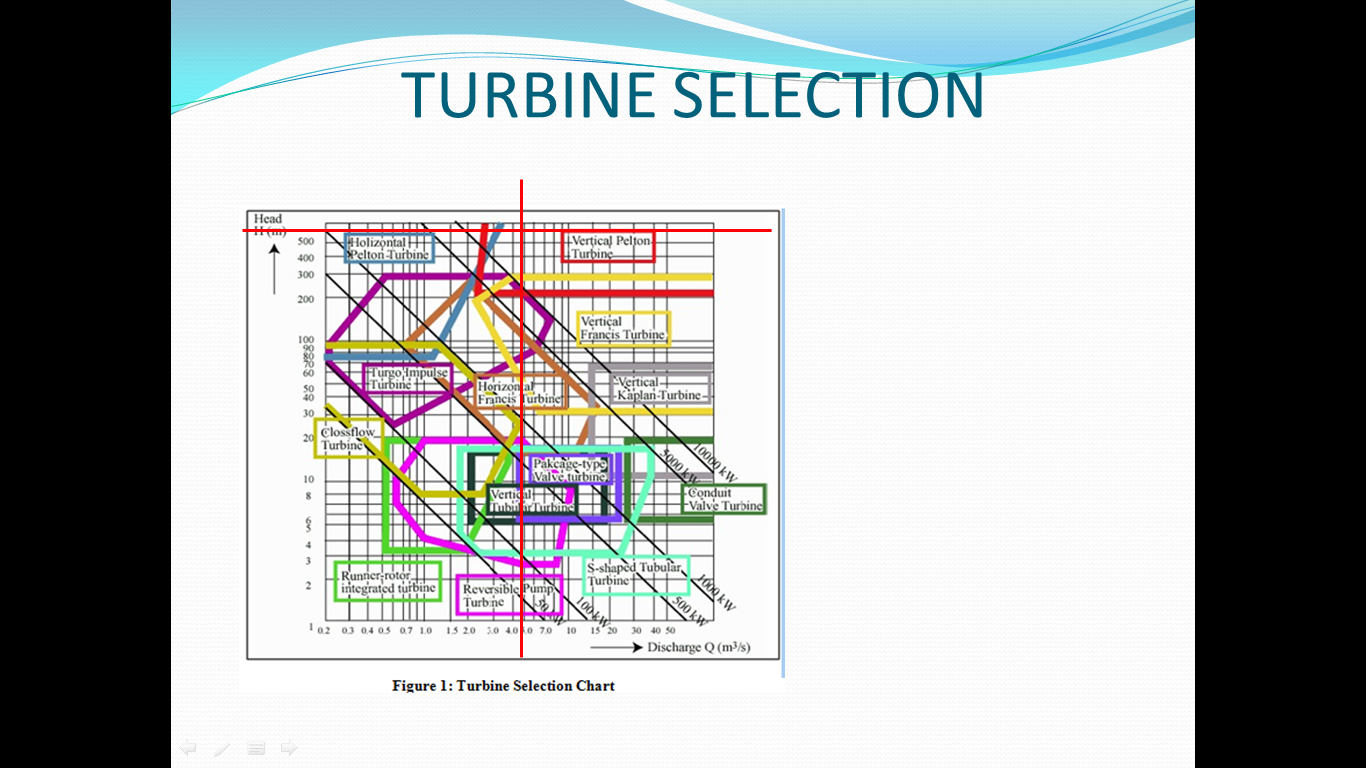 TURBINE SELECTION
Head
H (m)
500
400
300
200
100
90
80
70
60
50
40
30
20
10
8
6
5
4
3
2
1
Holizontal
Pelton Turbine
Vertical Pelton
Turbine
Vertical
Francis Turbine
Turgo Impulse
Turbine
Horizontal
Francis Turbine
Vertical
Kaplan Turbine
Clossflow
Turbine
Pakcage-type
Valve turbine
Vertical
Tubular Turbine
Conduit
Valve Turbine
Runner-rotor
integrated turbine
Reversible Pump
Turbine
S-shaped Tubular
Turbine
10000 kW
5000 kW
1000 kW
500 kW
100 kW
50 kW
0.2 0.3 0.4 0.5 0.7 1.0 1.5 2.0 3.0 4.0 5.0 7.0 10 15 20 30 40 50
Discharge Q (m³/s)
Figure 1: Turbine Selection Chart